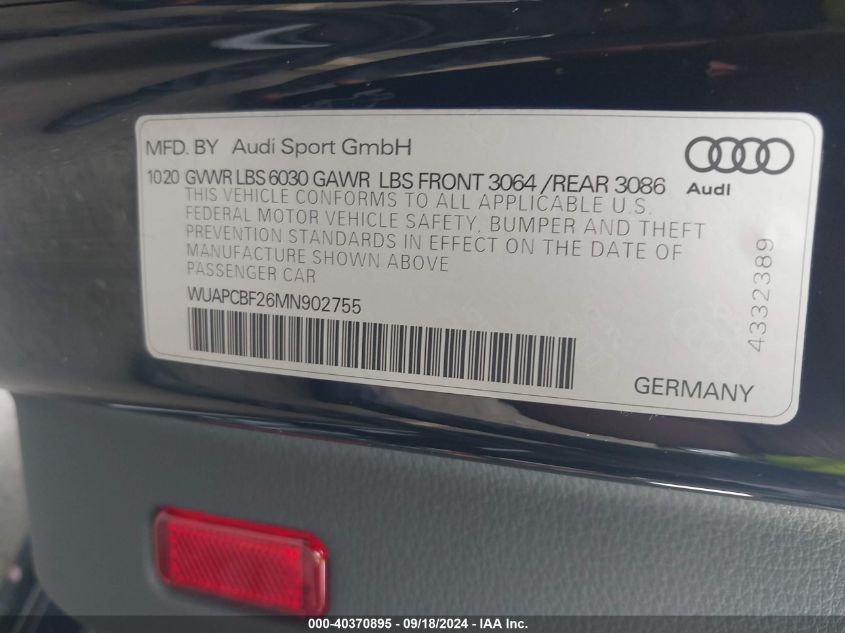 MFD. BY Audi Sport GmbH
Audi
1020 GVWR LBS 6030 GAWR LBS FRONT 3064 /REAR 3086
THIS VEHICLE CONFORMS TO ALL APPLICABLE U.S.
FEDERAL MOTOR VEHICLE SAFETY, BUMPER AND THEFT
PREVENTION STANDARDS IN EFFECT ON THE DATE OF
MANUFACTURE SHOWN ABOVE
PASSENGER CAR
WUAPCBF26MN902755
4332389
GERMANY
000-40370895 - 09/18/2024 - IAA Inc.